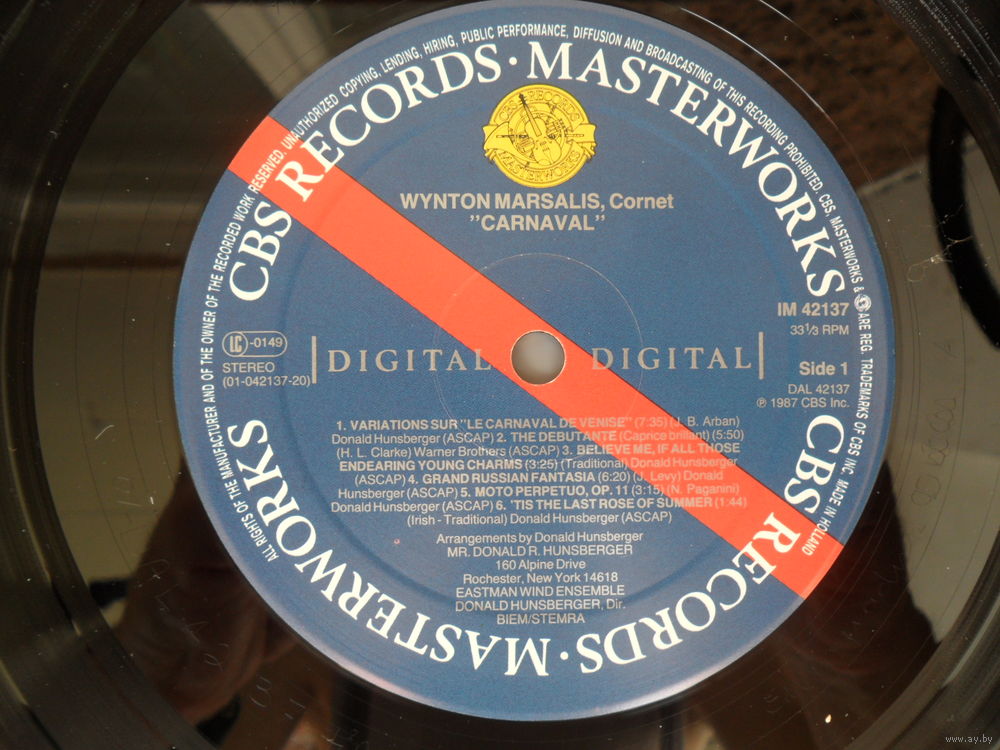 ALL RIGHTS OF THE MANUFACTURER AND OF THE OWNER OF THE RECORDED WORK RESERVED. UNAUTHORIZED COPYING, LENDING, HIRING, PUBLIC PERFORMANCE, DIFFUSION AND BROADCASTING OF THIS RECORDING PROHIBITED. CBS, MASTERWORKS & ARE REG. TRADEMARKS OF CBS INC. MADE IN HOLLAND
CBS RECORDS · MASTERWORKS
CBS RECORDS · MASTERWORKS
CBS RECORDS
MASTERWORKS
WYNTON MARSALIS, Cornet
"CARNAVAL"
IM 42137
33 1/3 RPM
LC -0149
STEREO
(01-042137-20)
DIGITAL DIGITAL
Side 1
DAL 42137
℗ 1987 CBS Inc.
1. VARIATIONS SUR "LE CARNAVAL DE VENISE" (7:35) (J. B. Arban)
Donald Hunsberger (ASCAP) 2. THE DEBUTANTE (Caprice brillant) (5:50)
(H. L. Clarke) Warner Brothers (ASCAP) 3. BELIEVE ME, IF ALL THOSE
ENDEARING YOUNG CHARMS (3:25) (Traditional) Donald Hunsberger
(ASCAP) 4. GRAND RUSSIAN FANTASIA (6:20) (J. Levy) Donald
Hunsberger (ASCAP) 5. MOTO PERPETUO, OP. 11 (3:15) (N. Paganini)
Donald Hunsberger (ASCAP) 6. 'TIS THE LAST ROSE OF SUMMER (1:44)
(Irish - Traditional) Donald Hunsberger (ASCAP)
Arrangements by Donald Hunsberger
MR. DONALD R. HUNSBERGER
160 Alpine Drive
Rochester, New York 14618
EASTMAN WIND ENSEMBLE
DONALD HUNSBERGER, Dir.
BIEM/STEMRA
www.ay.by